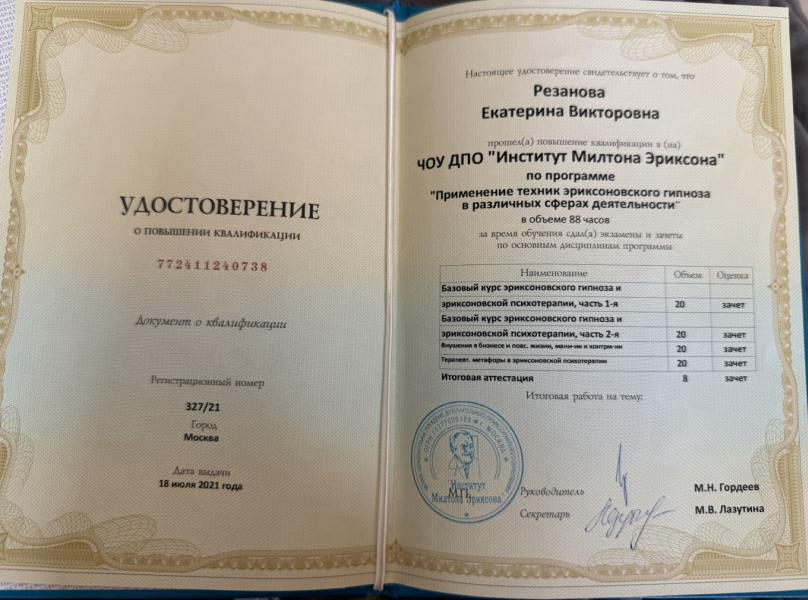 УДОСТОВЕРЕНИЕ
О ПОВЫШЕНИИ КВАЛИФИКАЦИИ
772411240738
Документ о квалификации
Регистрационный номер
327/21
Город
Москва
Дата выдачи
18 июля 2021 года
Настоящее удостоверение свидетельствует о том, что
Резанова
Екатерина Викторовна
прошел(а) повышение квалификации в (на)
ЧОУ ДПО "Институт Милтона Эриксона"
по программе
"Применение техник эриксоновского гипноза
в различных сферах деятельности"
в объеме 88 часов
за время обучения сдал(а) экзамены и зачеты
по основным дисциплинам программы
Наименование Объем Оценка
Базовый курс эриксоновского гипноза и
эриксоновской психотерапии, часть 1-я 20 зачет
Базовый курс эриксоновского гипноза и
эриксоновской психотерапии, часть 2-я 20 зачет
Внушения в бизнесе и повс. жизни, мани-ии и контрм-ии 20 зачет
Терапевт. метафоры в эриксоновской психотерапии 20 зачет
Итоговая аттестация 8 зачет
Итоговая работа на тему:
Институт
Милтона Эриксона
М.П.
Руководитель М.Н. Гордеев
Секретарь М.В. Лазутина